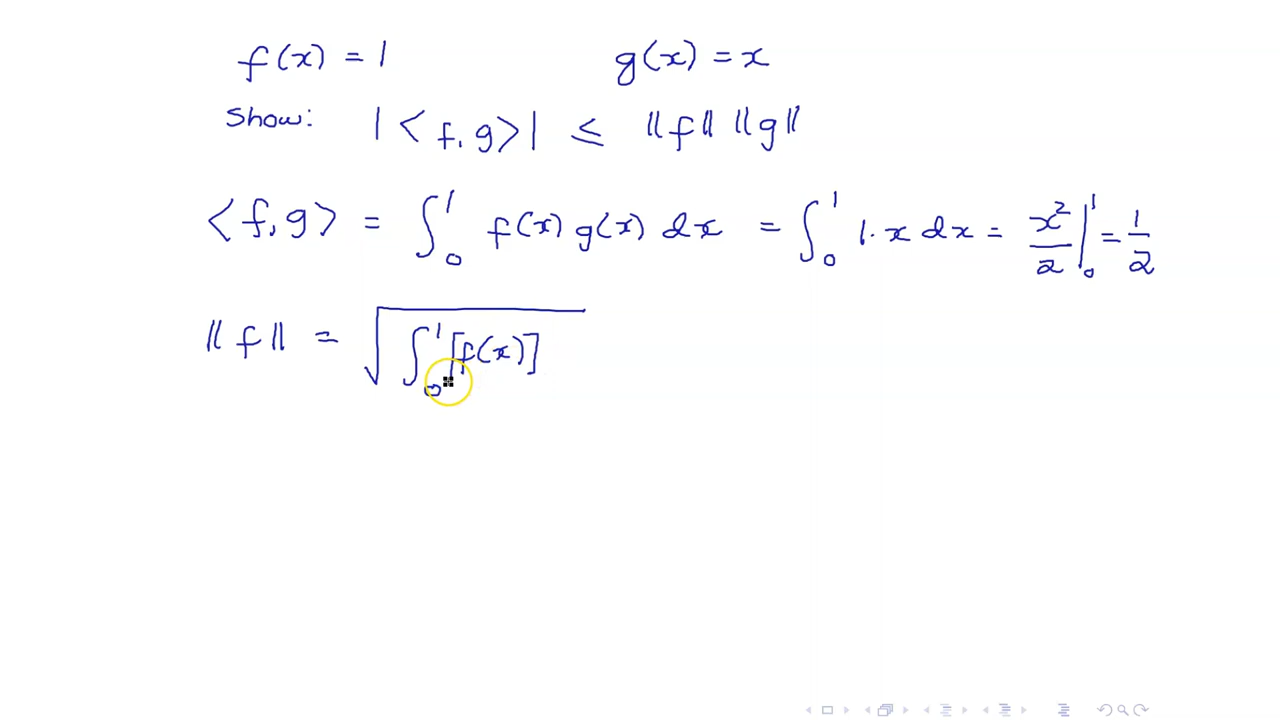 f(x) = 1 g(x) = x
Show: |<f,g>| ≤ ‖f‖ ‖g‖
<f,g> = ∫₀¹ f(x) g(x) dx = ∫₀¹ 1·x dx = x²/2 |₀¹ = 1/2
‖f‖ = √(∫₀¹ [f(x)]